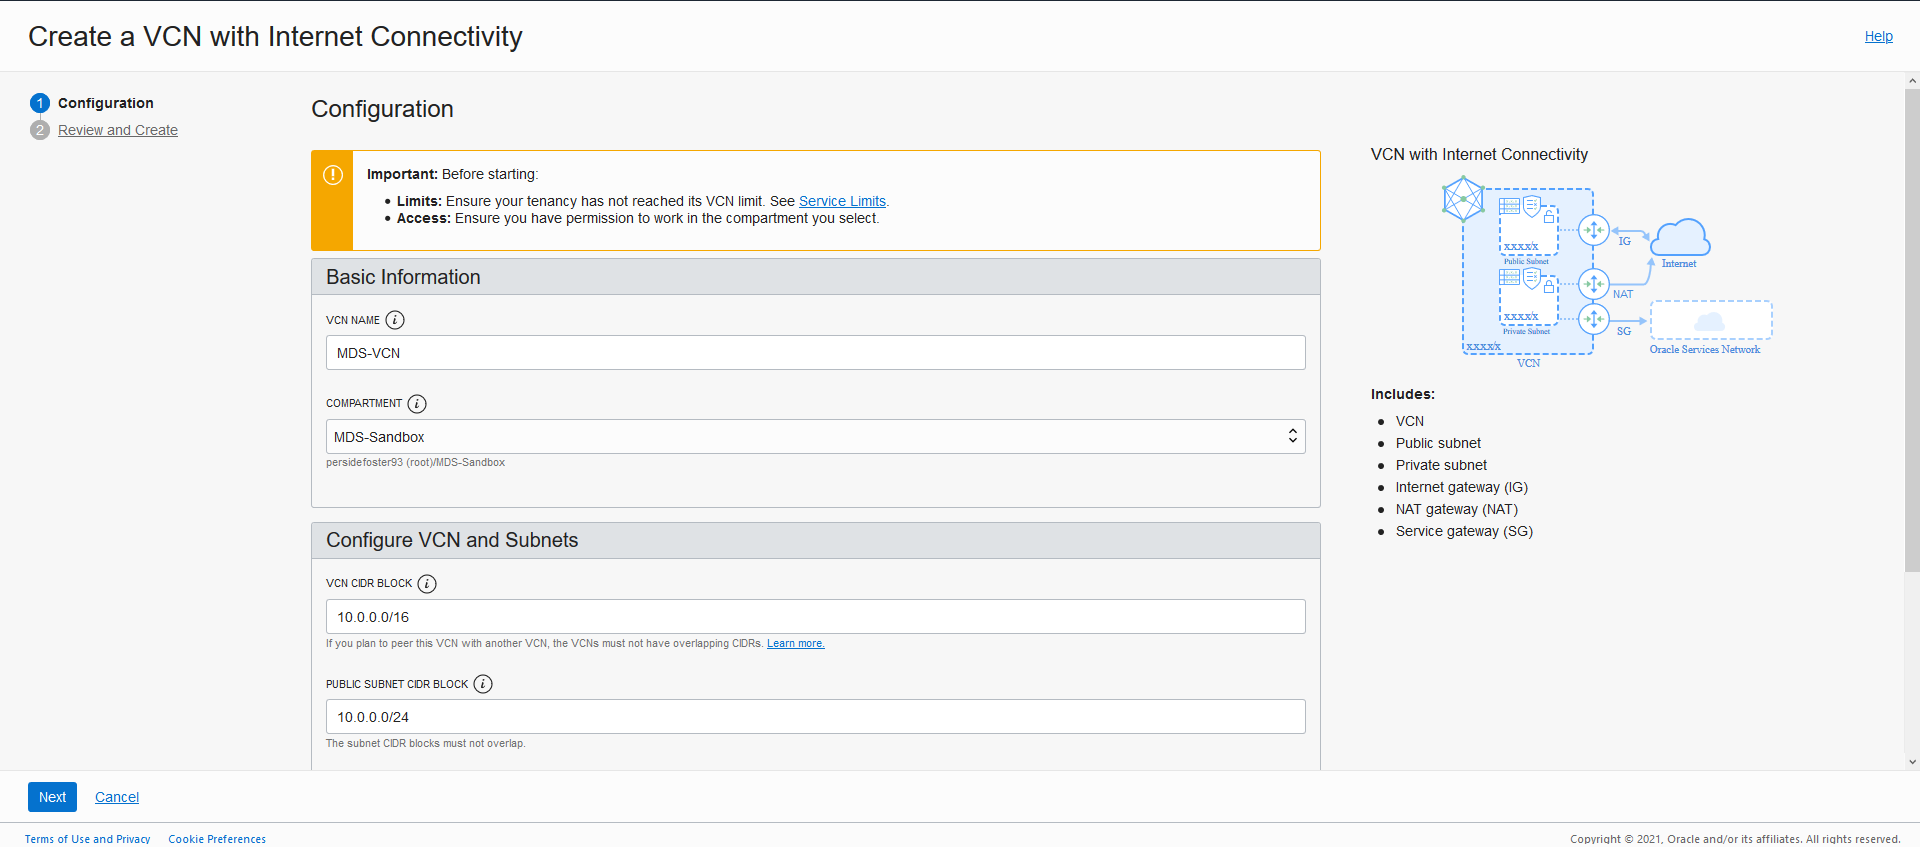 Create a VCN with Internet Connectivity
Help
1 Configuration
2 Review and Create
Configuration
Important: Before starting:
• Limits: Ensure your tenancy has not reached its VCN limit. See Service Limits.
• Access: Ensure you have permission to work in the compartment you select.
Basic Information
VCN NAME i
MDS-VCN
COMPARTMENT i
MDS-Sandbox
persidefoster93 (root)/MDS-Sandbox
Configure VCN and Subnets
VCN CIDR BLOCK i
10.0.0.0/16
If you plan to peer this VCN with another VCN, the VCNs must not have overlapping CIDRs. Learn more.
PUBLIC SUBNET CIDR BLOCK i
10.0.0.0/24
The subnet CIDR blocks must not overlap.
VCN with Internet Connectivity
xxxx/x
Public Subnet
IG
Internet
NAT
xxxx/x
Private Subnet
SG
xxxx/x
Oracle Services Network
VCN
Includes:
• VCN
• Public subnet
• Private subnet
• Internet gateway (IG)
• NAT gateway (NAT)
• Service gateway (SG)
Next Cancel
Terms of Use and Privacy Cookie Preferences
Copyright © 2021, Oracle and/or its affiliates. All rights reserved.